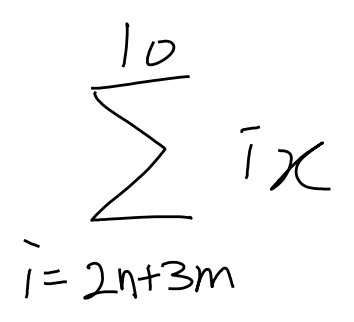 10
∑ ix
i = 2n+3m